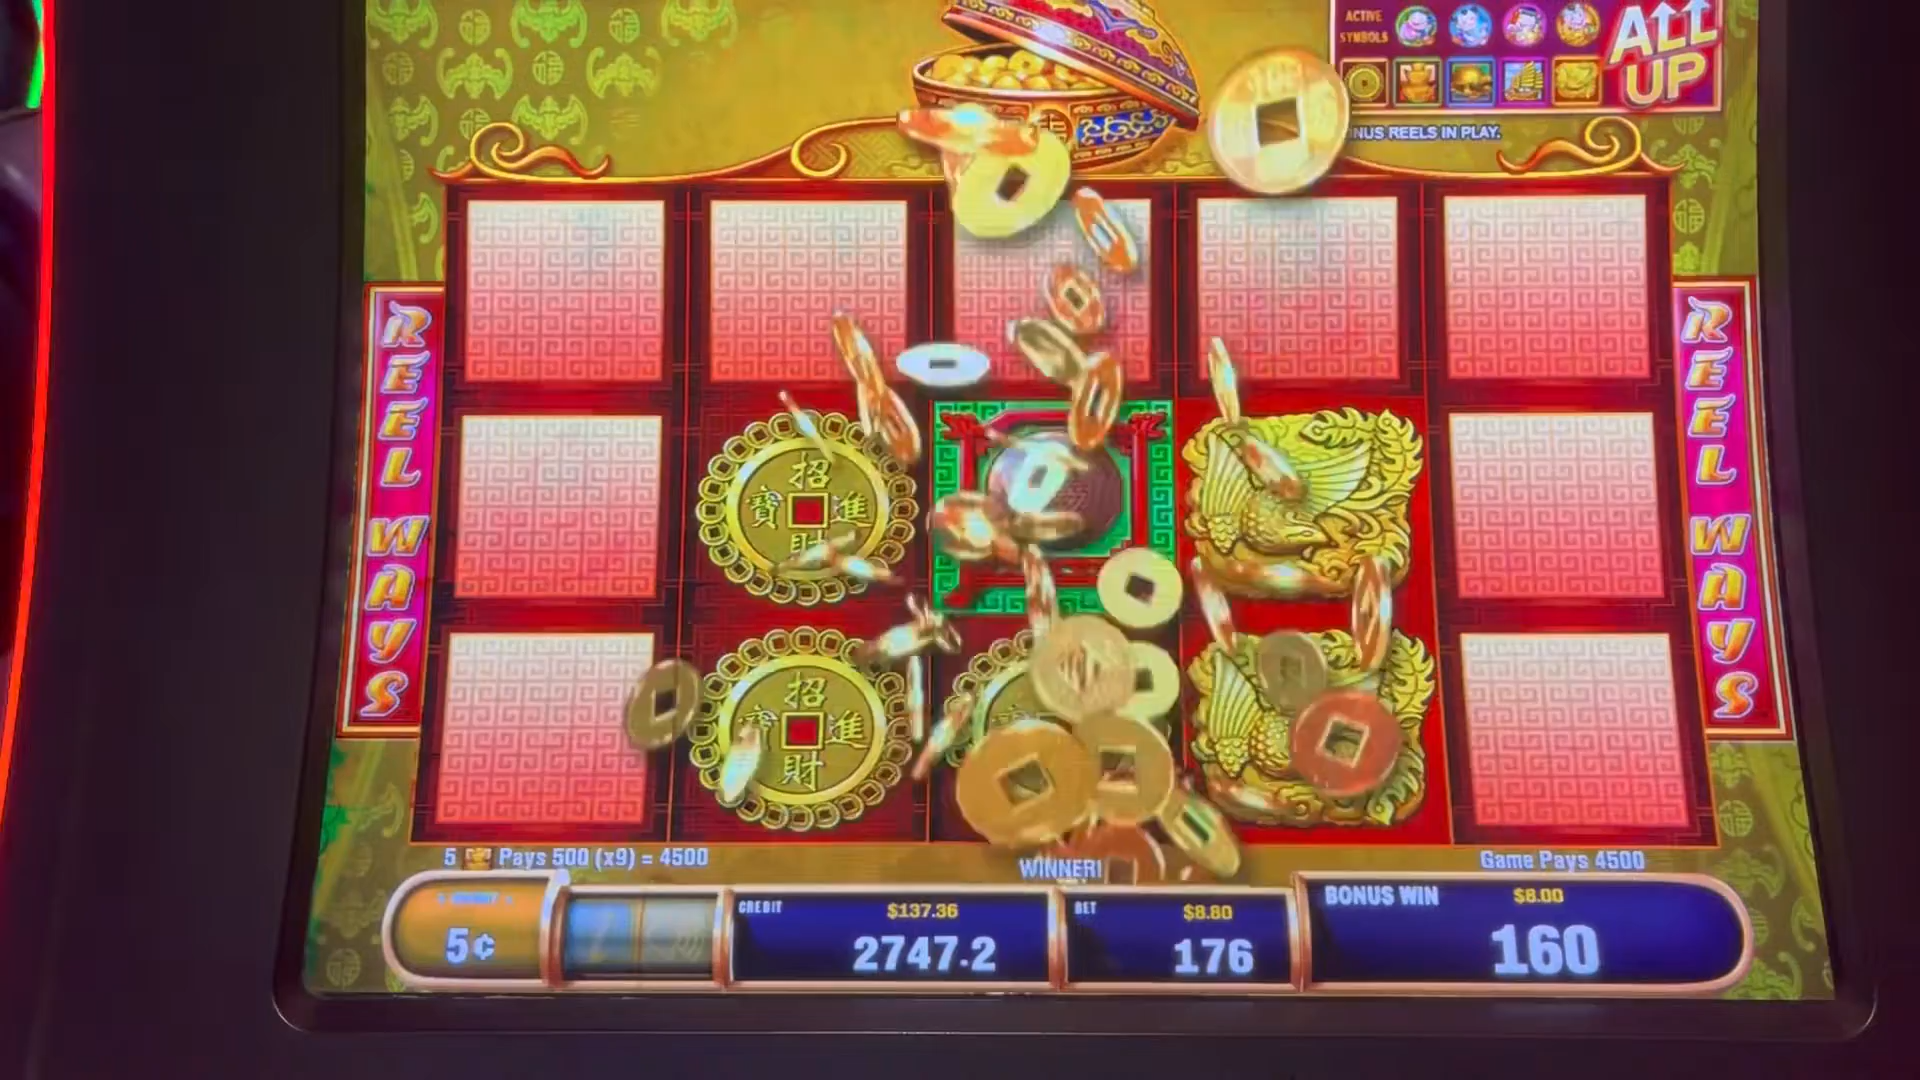 ACTIVE
SYMBOLS
ALL
UP
NUS REELS IN PLAY.
REEL WAYS
REEL WAYS
招
寶 進
招
進
財
5 Pays 500 (x9) = 4500
WINNER!
Game Pays 4500
5¢
CREDIT
$137.36
2747.2
BET
$8.80
176
BONUS WIN
$8.00
160